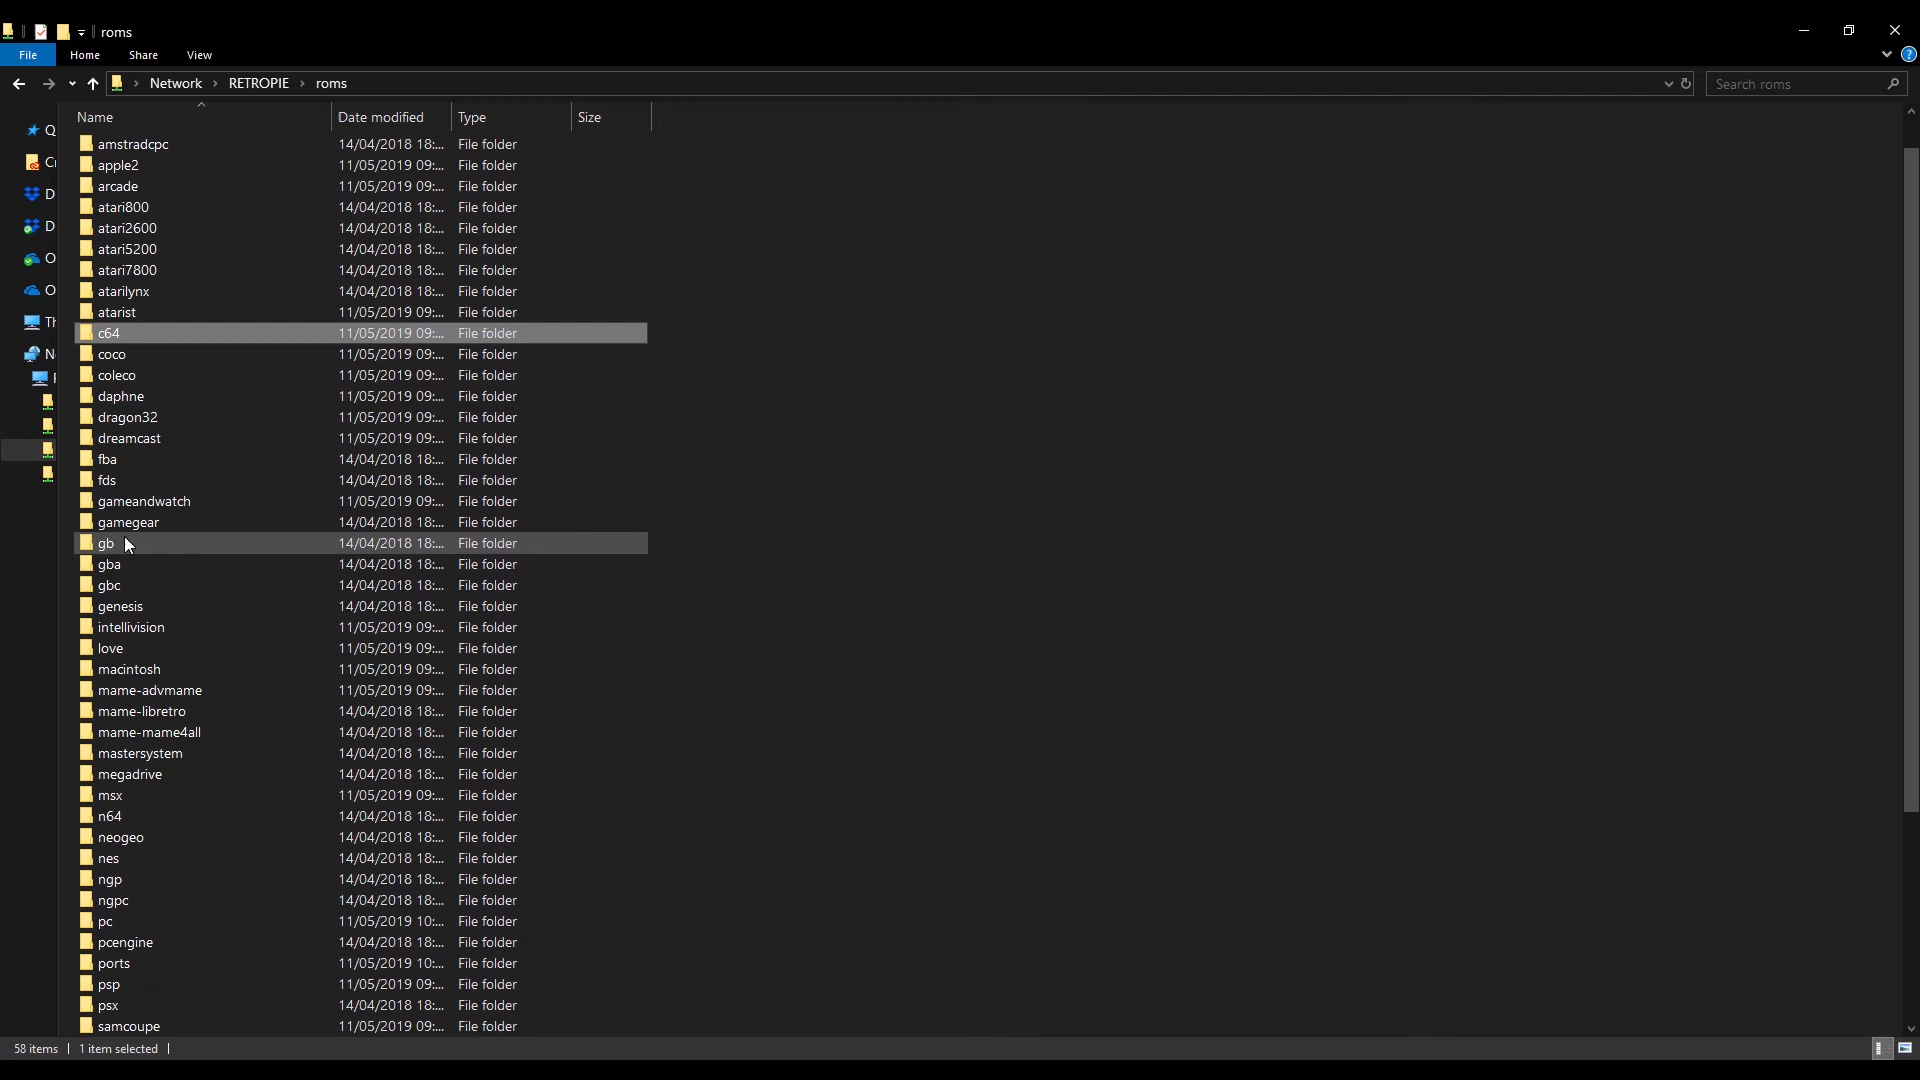 roms
File Home Share View
Network > RETROPIE > roms Search roms
Name Date modified Type Size
amstradcpc 14/04/2018 18:... File folder
apple2 11/05/2019 09:... File folder
arcade 11/05/2019 09:... File folder
atari800 14/04/2018 18:... File folder
atari2600 14/04/2018 18:... File folder
atari5200 14/04/2018 18:... File folder
atari7800 14/04/2018 18:... File folder
atarilynx 14/04/2018 18:... File folder
atarist 11/05/2019 09:... File folder
c64 11/05/2019 09:... File folder
coco 11/05/2019 09:... File folder
coleco 11/05/2019 09:... File folder
daphne 11/05/2019 09:... File folder
dragon32 11/05/2019 09:... File folder
dreamcast 11/05/2019 09:... File folder
fba 14/04/2018 18:... File folder
fds 14/04/2018 18:... File folder
gameandwatch 11/05/2019 09:... File folder
gamegear 14/04/2018 18:... File folder
gb 14/04/2018 18:... File folder
gba 14/04/2018 18:... File folder
gbc 14/04/2018 18:... File folder
genesis 14/04/2018 18:... File folder
intellivision 11/05/2019 09:... File folder
love 11/05/2019 09:... File folder
macintosh 11/05/2019 09:... File folder
mame-advmame 11/05/2019 09:... File folder
mame-libretro 14/04/2018 18:... File folder
mame-mame4all 14/04/2018 18:... File folder
mastersystem 14/04/2018 18:... File folder
megadrive 14/04/2018 18:... File folder
msx 11/05/2019 09:... File folder
n64 14/04/2018 18:... File folder
neogeo 14/04/2018 18:... File folder
nes 14/04/2018 18:... File folder
ngp 14/04/2018 18:... File folder
ngpc 14/04/2018 18:... File folder
pc 11/05/2019 10:... File folder
pcengine 14/04/2018 18:... File folder
ports 11/05/2019 10:... File folder
psp 11/05/2019 09:... File folder
psx 14/04/2018 18:... File folder
samcoupe 11/05/2019 09:... File folder
58 items | 1 item selected |